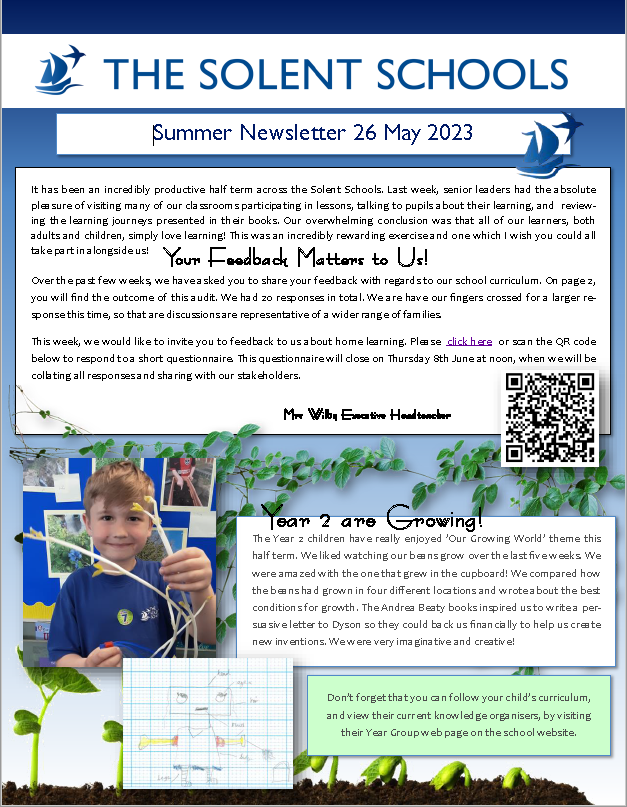 THE SOLENT SCHOOLS
Summer Newsletter 26 May 2023
It has been an incredibly productive half term across the Solent Schools. Last week, senior leaders had the absolute
pleasure of visiting many of our classrooms participating in lessons, talking to pupils about their learning, and review-
ing the learning journeys presented in their books. Our overwhelming conclusion was that all of our learners, both
adults and children, simply love learning! This was an incredibly rewarding exercise and one which I wish you could all
take part in alongside us!
Your Feedback Matters to Us!
Over the past few weeks, we have asked you to share your feedback with regards to our school curriculum. On page 2,
you will find the outcome of this audit. We had 20 responses in total. We are have our fingers crossed for a larger re-
sponse this time, so that are discussions are representative of a wider range of families.
This week, we would like to invite you to feedback to us about home learning. Please click here or scan the QR code
below to respond to a short questionnaire. This questionnaire will close on Thursday 8th June at noon, when we will be
collating all responses and sharing with our stakeholders.
Mrs Wilby Executive Headteacher
Year 2 are Growing!
The Year 2 children have really enjoyed ‘Our Growing World’ theme this
half term. We liked watching our beans grow over the last five weeks. We
were amazed with the one that grew in the cupboard! We compared how
the beans had grown in four different locations and wrote about the best
conditions for growth. The Andrea Beaty books inspired us to write a per-
suasive letter to Dyson so they could back us financially to help us create
new inventions. We were very imaginative and creative!
7
Don’t forget that you can follow your child’s curriculum,
and view their current knowledge organisers, by visiting
their Year Group web page on the school website.